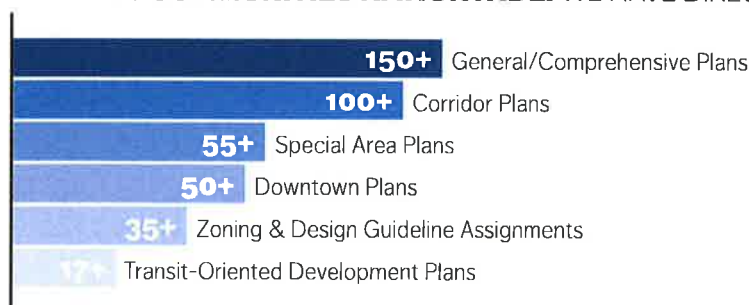 150+ General/Comprehensive Plans
100+ Corridor Plans
55+ Special Area Plans
50+ Downtown Plans
35+ Zoning & Design Guideline Assignments
17+ Transit-Oriented Development Plans